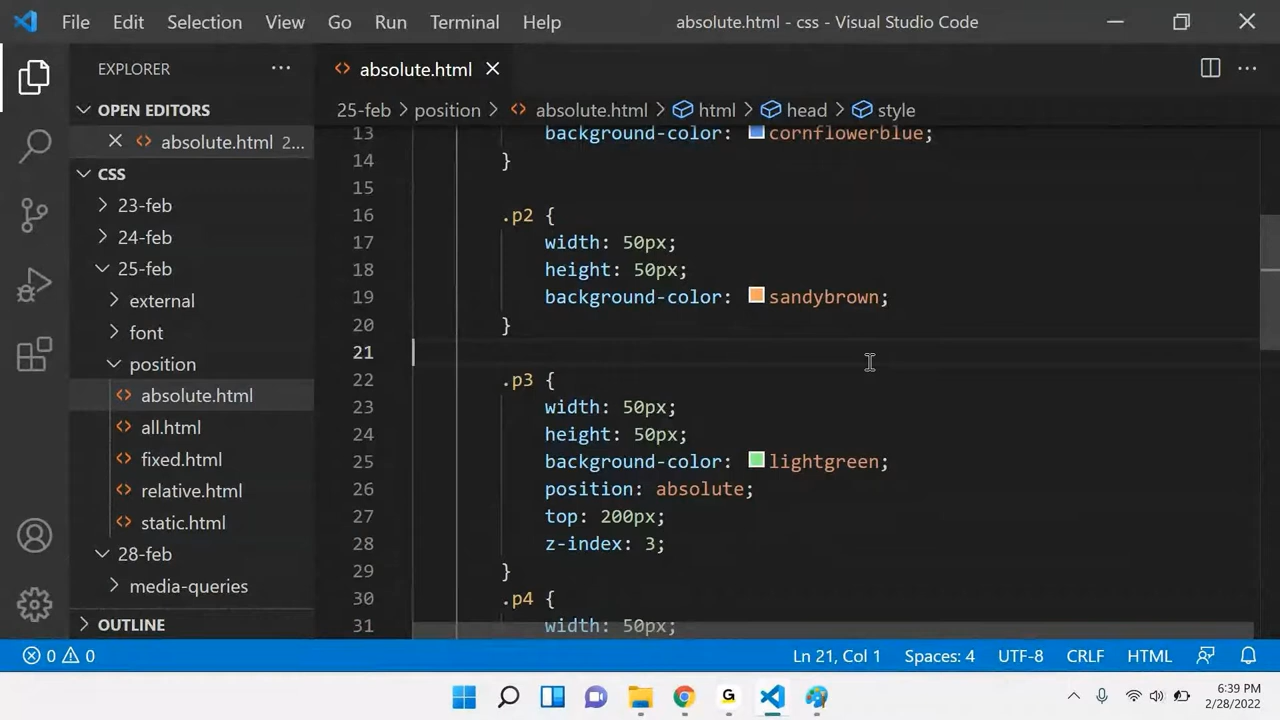 File Edit Selection View Go Run Terminal Help absolute.html - css - Visual Studio Code
EXPLORER
OPEN EDITORS
absolute.html 2...
CSS
23-feb
24-feb
25-feb
external
font
position
absolute.html
all.html
fixed.html
relative.html
static.html
28-feb
media-queries
OUTLINE
absolute.html
25-feb > position > absolute.html > html > head > style
13 background-color: cornflowerblue;
14 }
15
16 .p2 {
17 width: 50px;
18 height: 50px;
19 background-color: sandybrown;
20 }
21
22 .p3 {
23 width: 50px;
24 height: 50px;
25 background-color: lightgreen;
26 position: absolute;
27 top: 200px;
28 z-index: 3;
29 }
30 .p4 {
31 width: 50px;
0 0 Ln 21, Col 1 Spaces: 4 UTF-8 CRLF HTML
G
6:39 PM
2/28/2022